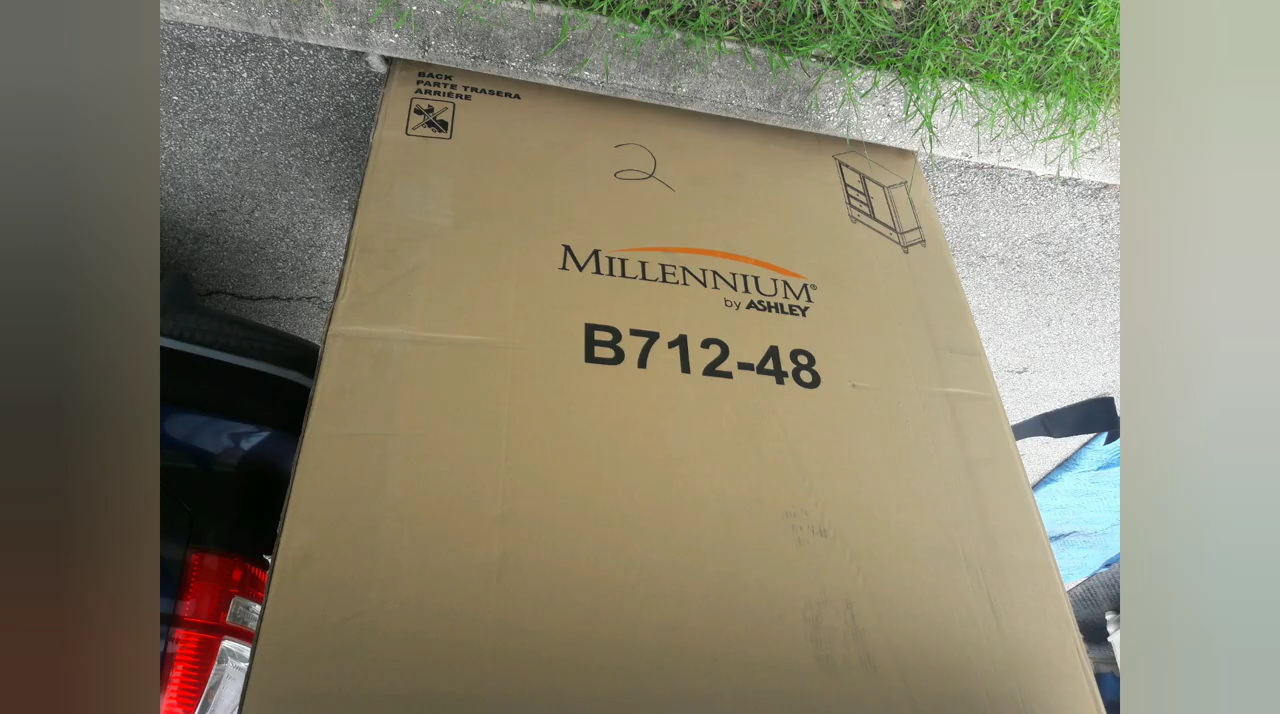 BACK
PARTE TRASERA
ARRIÈRE
2
MILLENNIUM®
by ASHLEY
B712-48